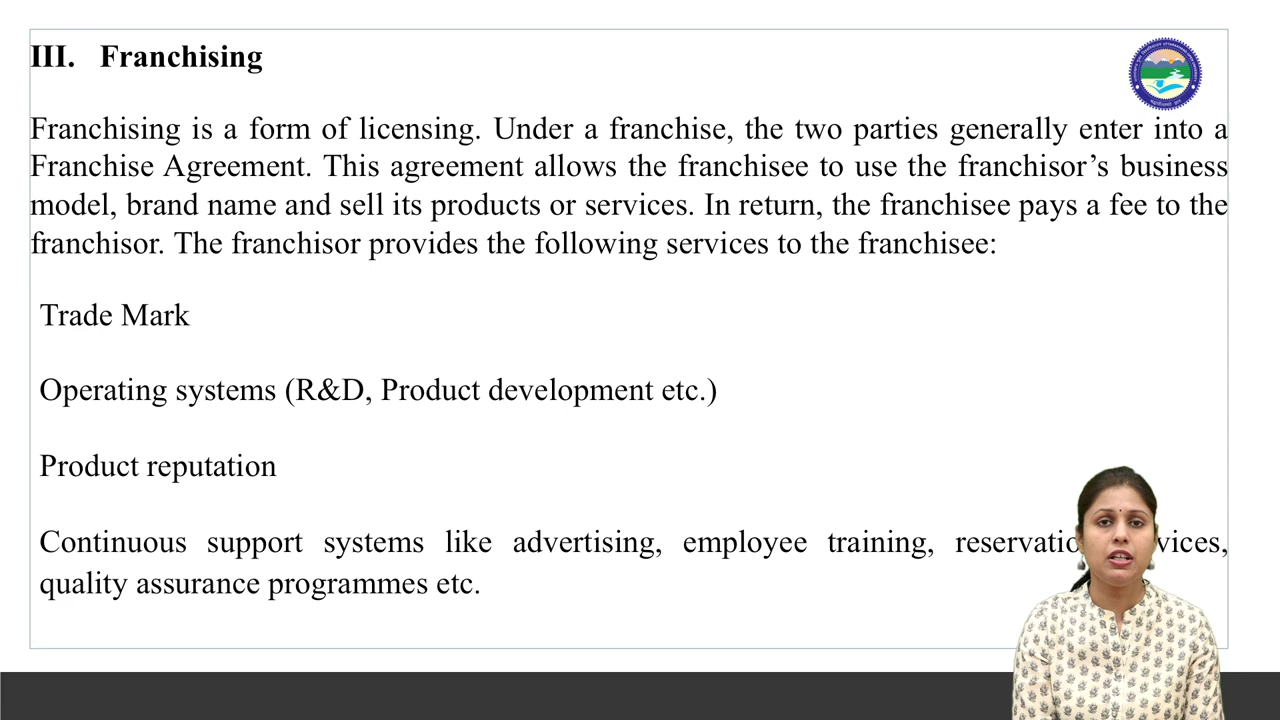 III. Franchising
Franchising is a form of licensing. Under a franchise, the two parties generally enter into a
Franchise Agreement. This agreement allows the franchisee to use the franchisor’s business
model, brand name and sell its products or services. In return, the franchisee pays a fee to the
franchisor. The franchisor provides the following services to the franchisee:
Trade Mark
Operating systems (R&D, Product development etc.)
Product reputation
Continuous support systems like advertising, employee training,
quality assurance programmes etc.